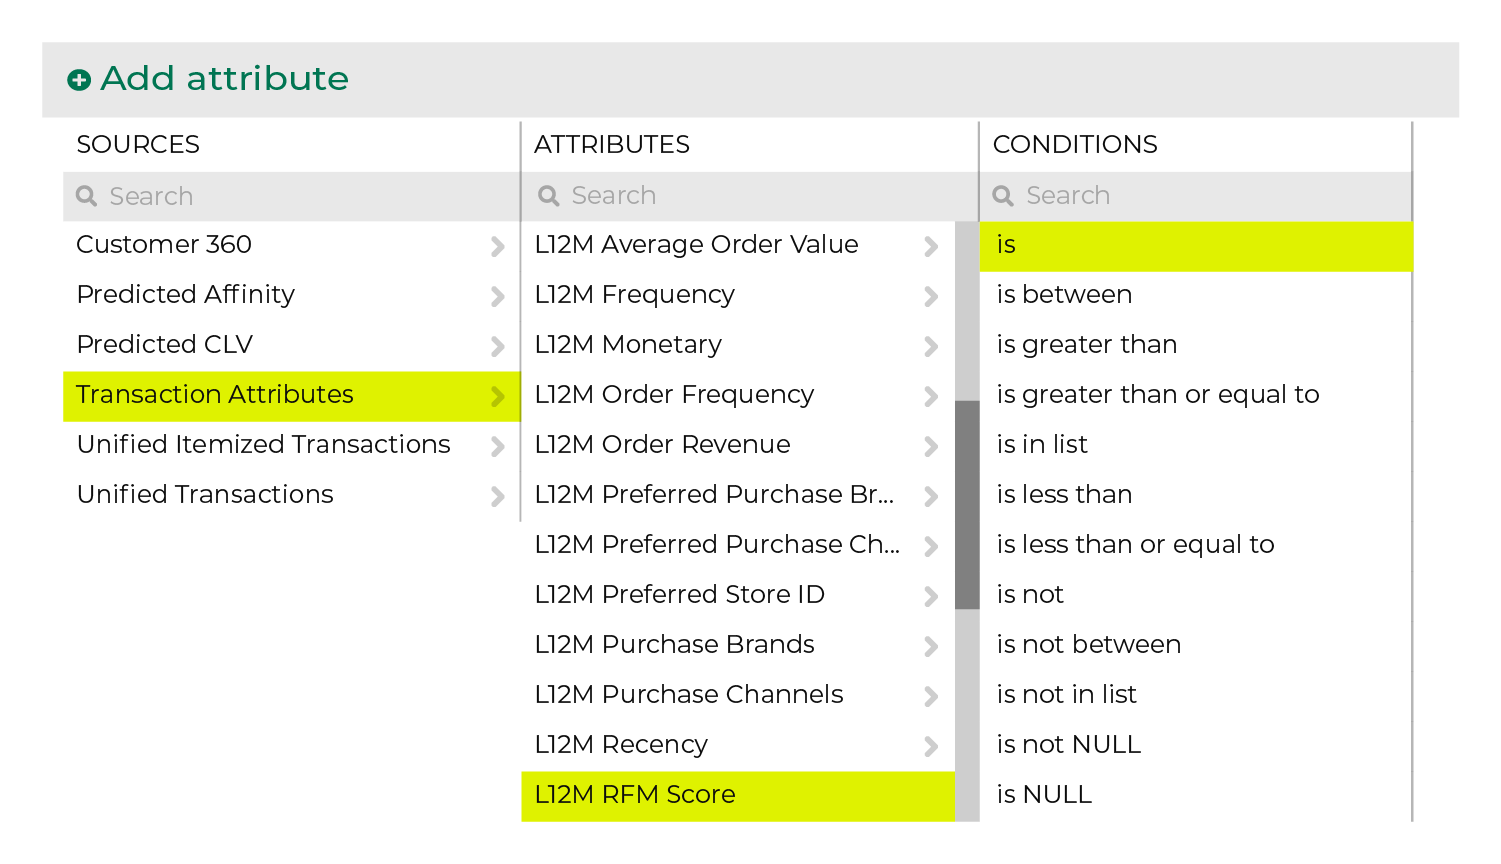 Add attribute
SOURCES
Search
Customer 360
Predicted Affinity
Predicted CLV
Transaction Attributes
Unified Itemized Transactions
Unified Transactions
ATTRIBUTES
Search
L12M Average Order Value
L12M Frequency
L12M Monetary
L12M Order Frequency
L12M Order Revenue
L12M Preferred Purchase Br...
L12M Preferred Purchase Ch...
L12M Preferred Store ID
L12M Purchase Brands
L12M Purchase Channels
L12M Recency
L12M RFM Score
CONDITIONS
Search
is
is between
is greater than
is greater than or equal to
is in list
is less than
is less than or equal to
is not
is not between
is not in list
is not NULL
is NULL